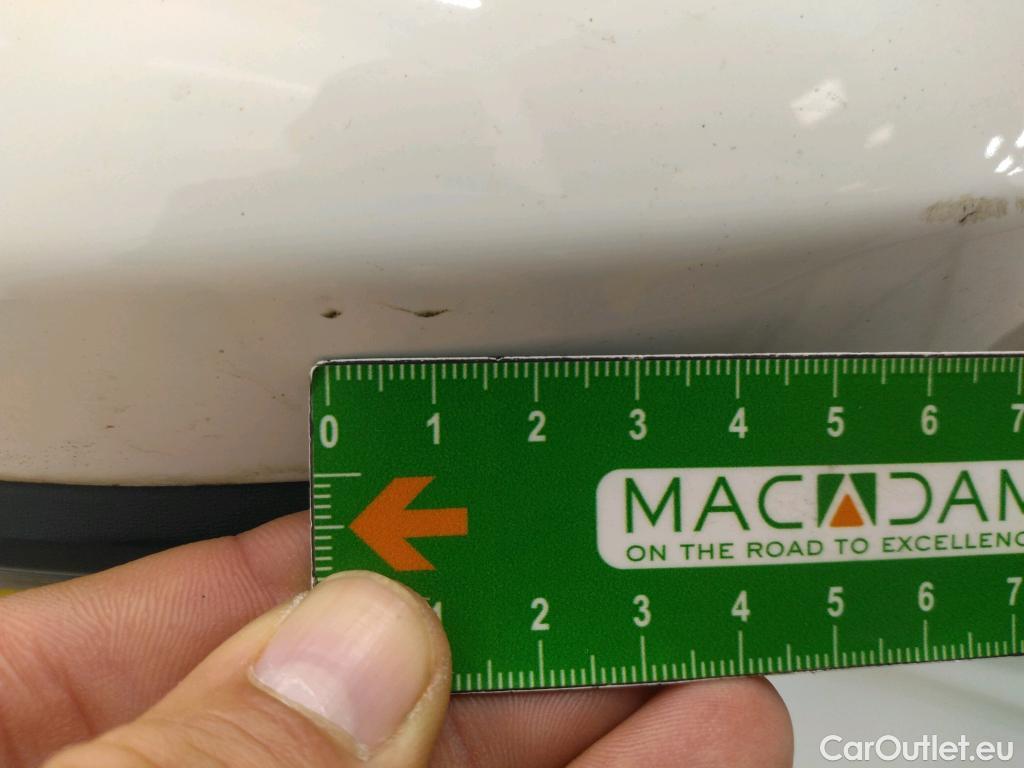 0 1 2 3 4 5 6 7
MACADAM
ON THE ROAD TO EXCELLENC
1 2 3 4 5 6 7
CarOutlet.eu